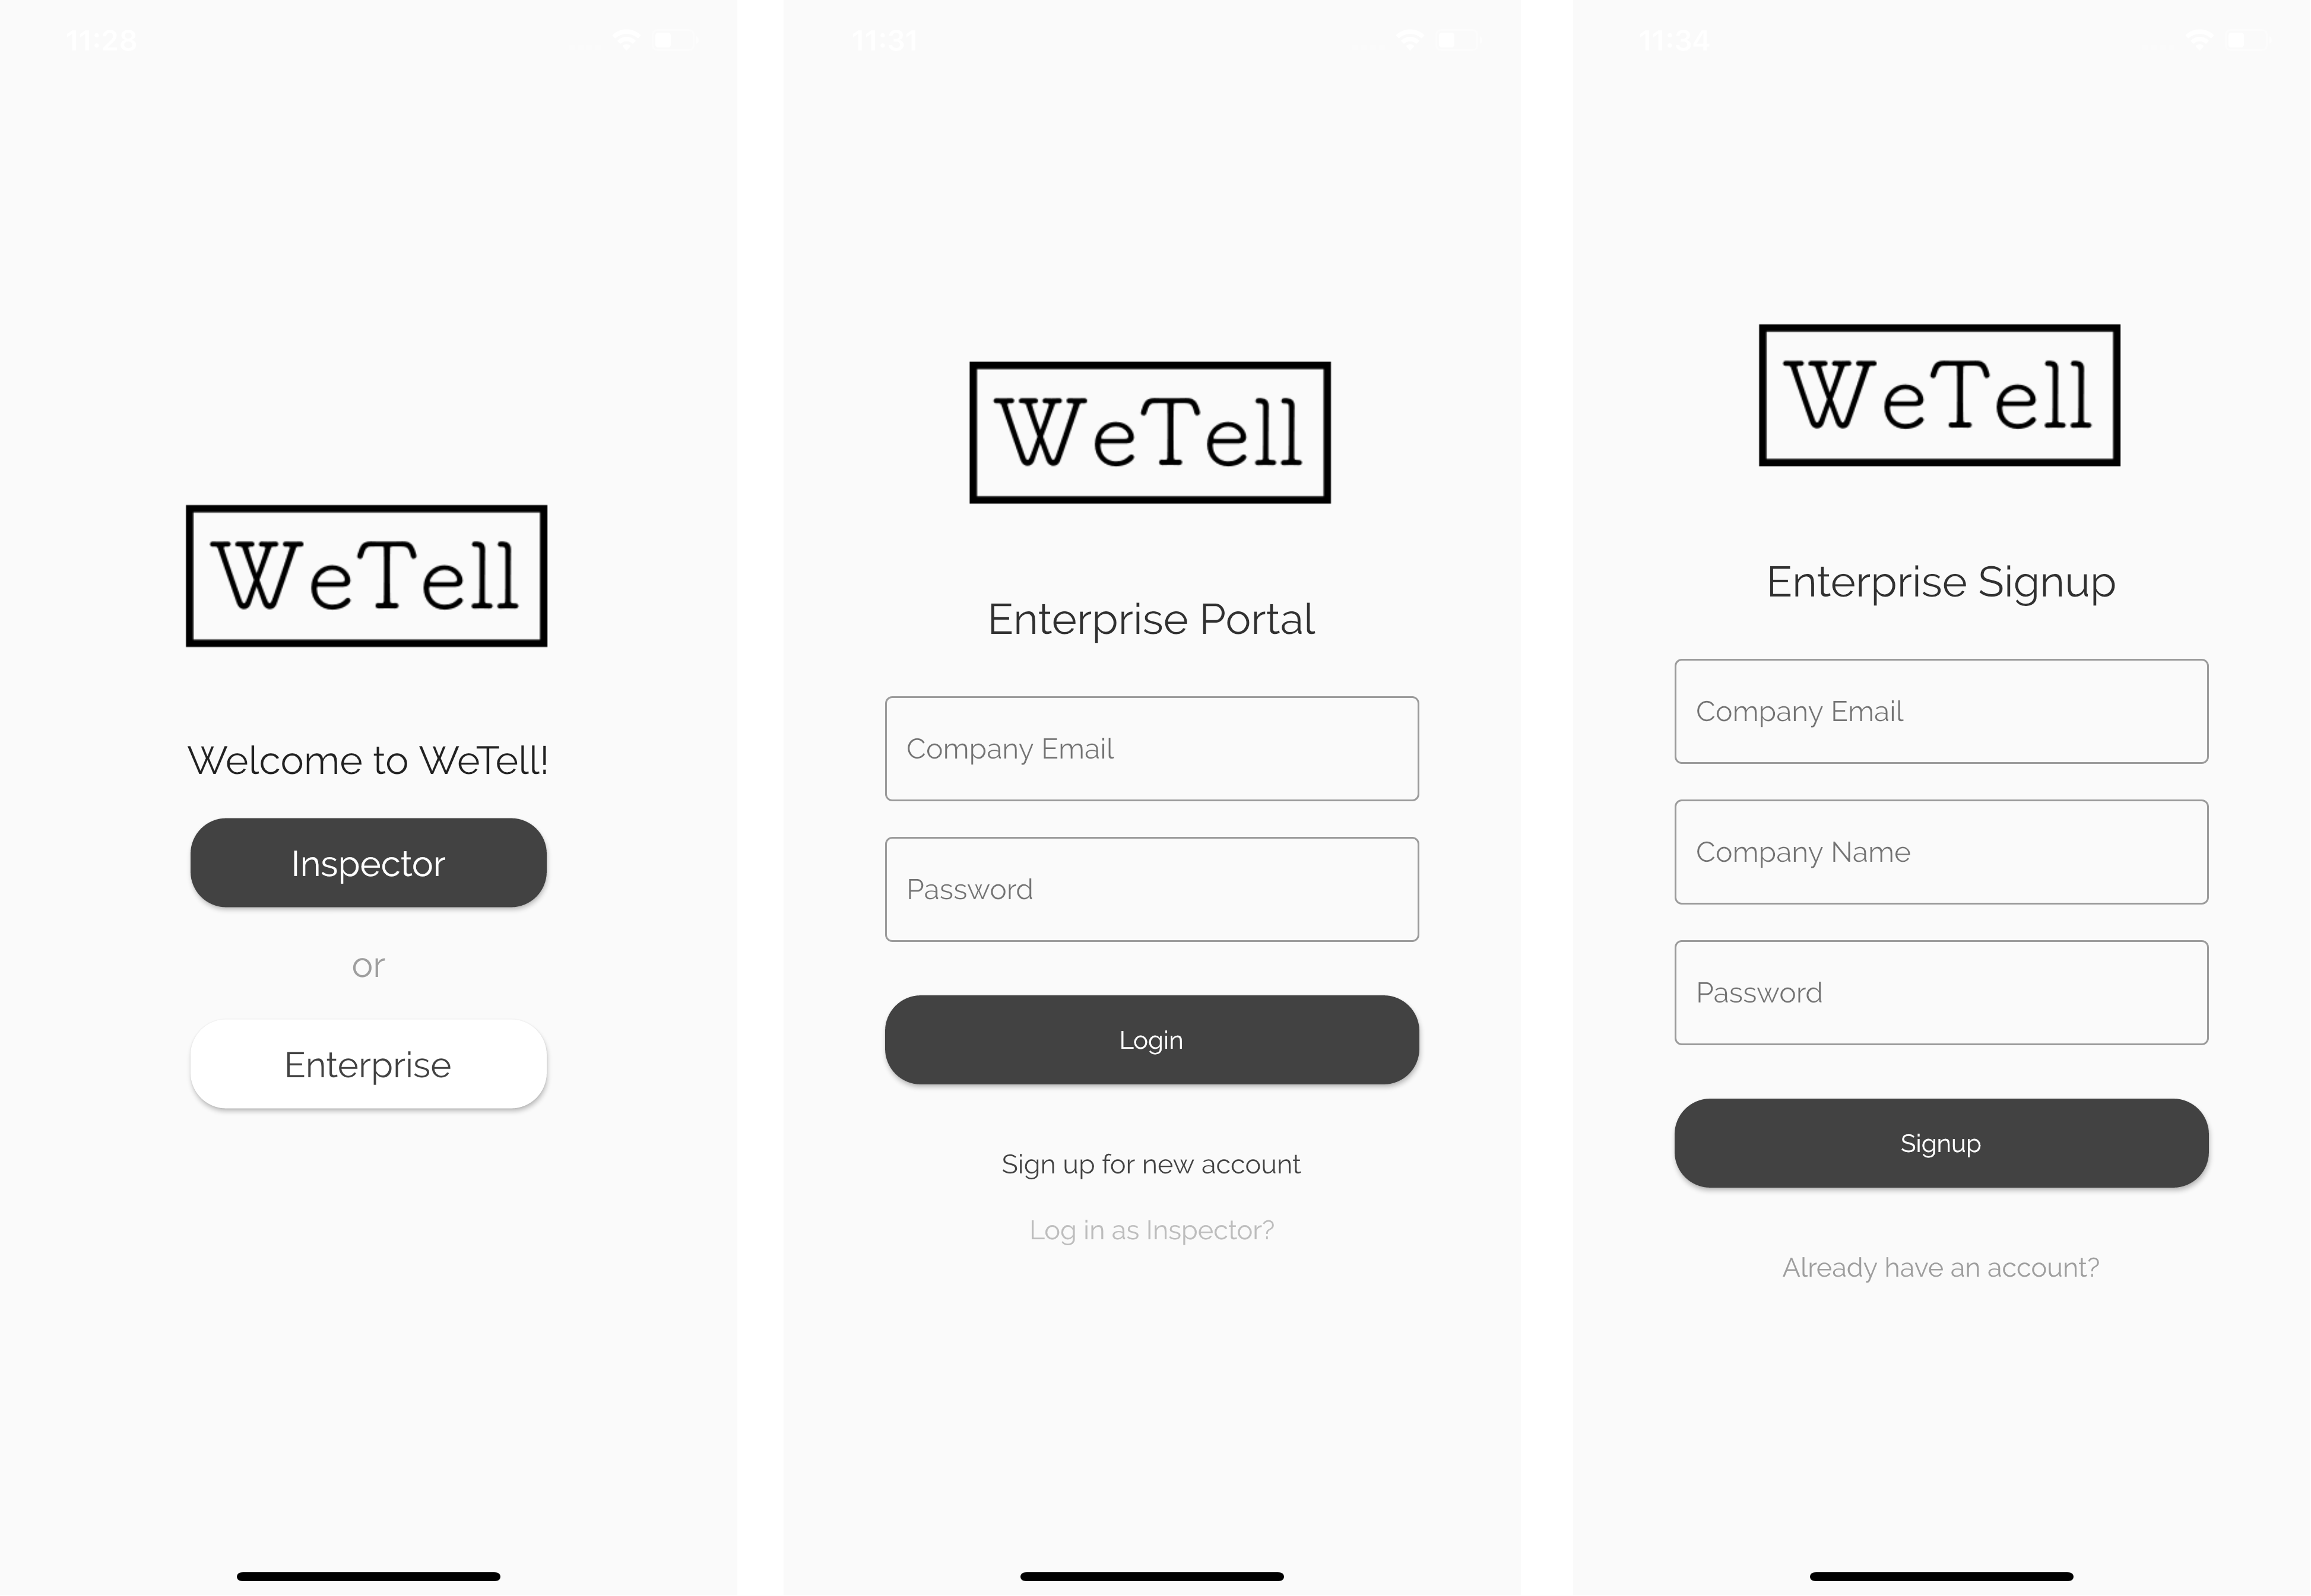 11:28
WeTell
Welcome to WeTell!
Inspector
or
Enterprise
11:31
WeTell
Enterprise Portal
Company Email
Password
Login
Sign up for new account
Log in as Inspector?
11:34
WeTell
Enterprise Signup
Company Email
Company Name
Password
Signup
Already have an account?